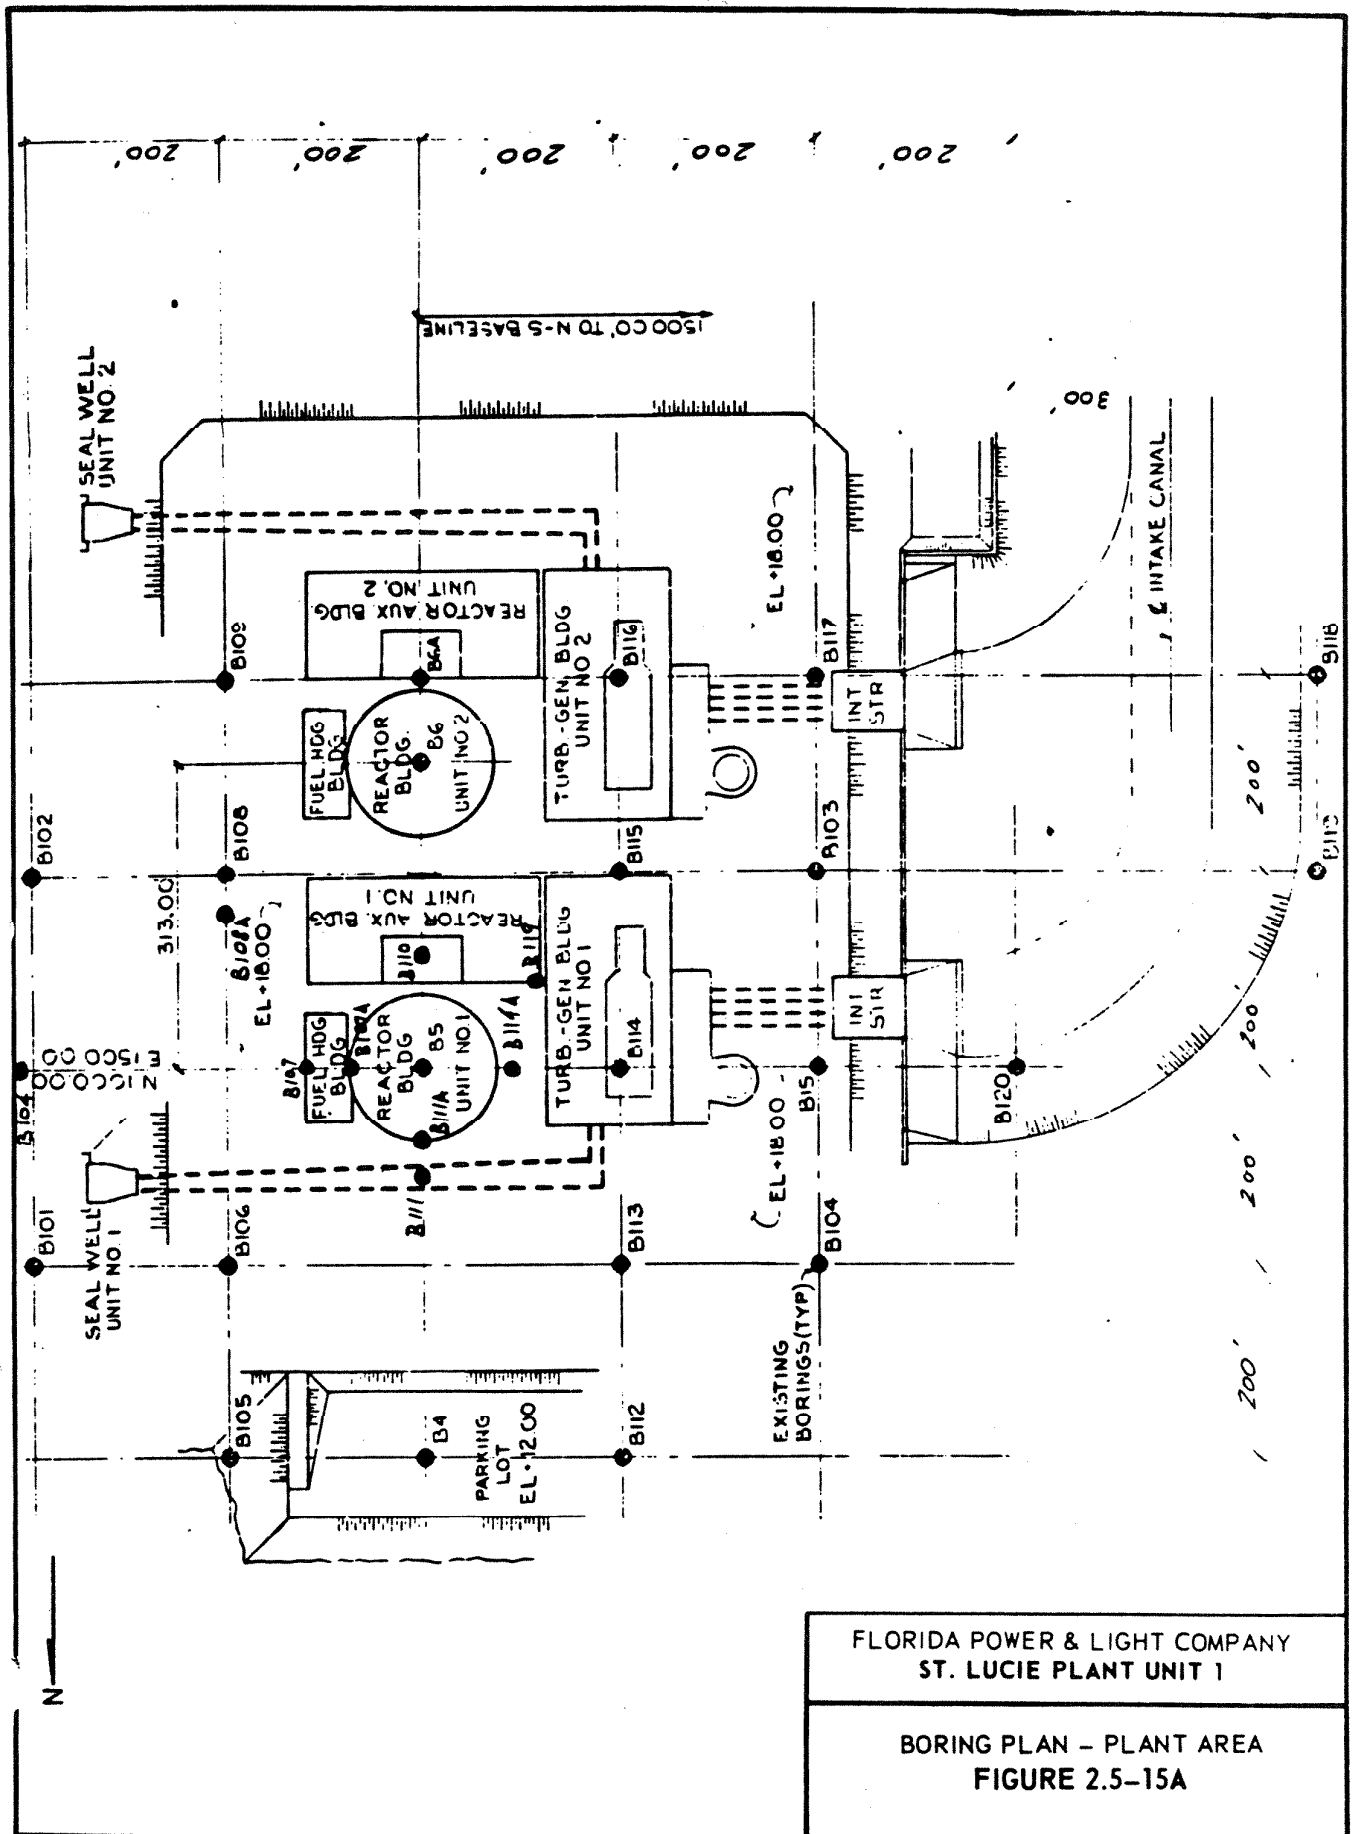 200'
200'
200'
200'
200'
1500.00' TO N-S BASELINE
SEAL WELL
UNIT NO. 2
300'
₵ INTAKE CANAL
EL +18.00
REACTOR AUX. BLDG.
UNIT NO. 2
B109
B6A
TURB.-GEN. BLDG
UNIT NO 2
B116
B117
INT
STR
B118
FUEL HDG
BLDG
REACTOR
BLDG.
B6
UNIT NO 2
200'
B102
B108
B115
B103
313.00
B108A
EL +18.00
REACTOR AUX. BLDG
UNIT NO. 1
B110
B119
TURB.-GEN BLDG
UNIT NO 1
B114
INT
STR
200'
B104
N 1000.00
E 1500.00
B107
FUEL HDG
BLDG
B107A
REACTOR
BLDG
B5
UNIT NO. 1
B114A
B111A
B15
B120
B111
EL +18.00
200'
B101
SEAL WELL
UNIT NO. 1
B106
B113
B104
EXISTING
BORINGS (TYP)
200'
B105
B4
PARKING
LOT
EL +12.00
B112
N
FLORIDA POWER & LIGHT COMPANY
ST. LUCIE PLANT UNIT 1
BORING PLAN – PLANT AREA
FIGURE 2.5–15A